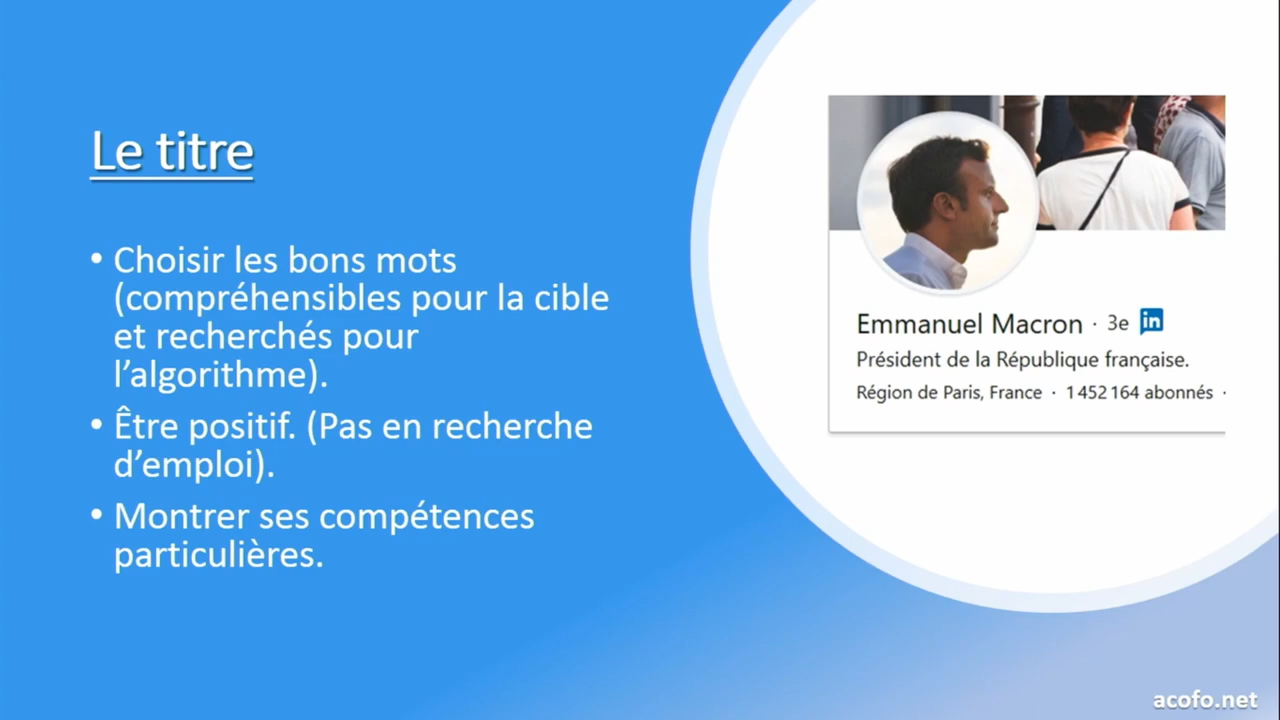 Le titre
• Choisir les bons mots
(compréhensibles pour la cible
et recherchés pour
l’algorithme).
• Être positif. (Pas en recherche
d’emploi).
• Montrer ses compétences
particulières.
Emmanuel Macron · 3e in
Président de la République française.
Région de Paris, France · 1 452 164 abonnés ·
acofo.net